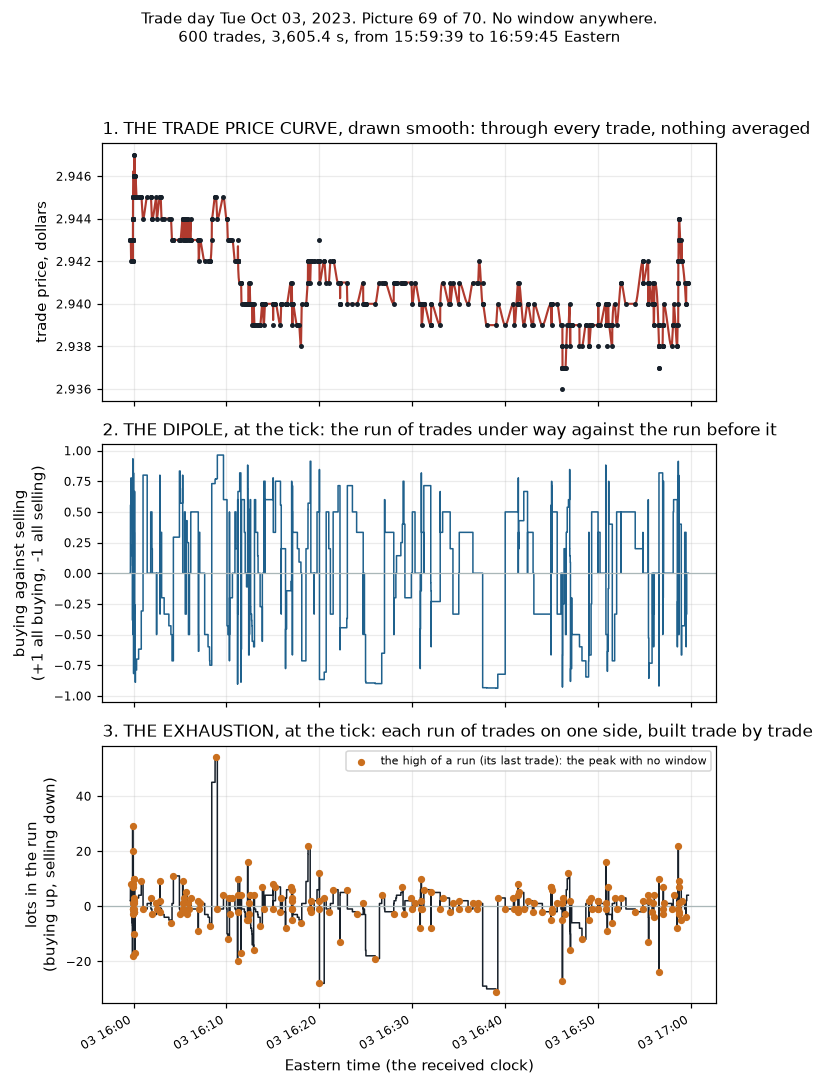 Trade day Tue Oct 03, 2023. Picture 69 of 70. No window anywhere.
600 trades, 3,605.4 s, from 15:59:39 to 16:59:45 Eastern
1. THE TRADE PRICE CURVE, drawn smooth: through every trade, nothing averaged
trade price, dollars
2.946
2.944
2.942
2.940
2.938
2.936
2. THE DIPOLE, at the tick: the run of trades under way against the run before it
buying against selling
(+1 all buying, -1 all selling)
1.00
0.75
0.50
0.25
0.00
−0.25
−0.50
−0.75
−1.00
3. THE EXHAUSTION, at the tick: each run of trades on one side, built trade by trade
the high of a run (its last trade): the peak with no window
lots in the run
(buying up, selling down)
40
20
0
−20
03 16:00
03 16:10
03 16:20
03 16:30
03 16:40
03 16:50
03 17:00
Eastern time (the received clock)